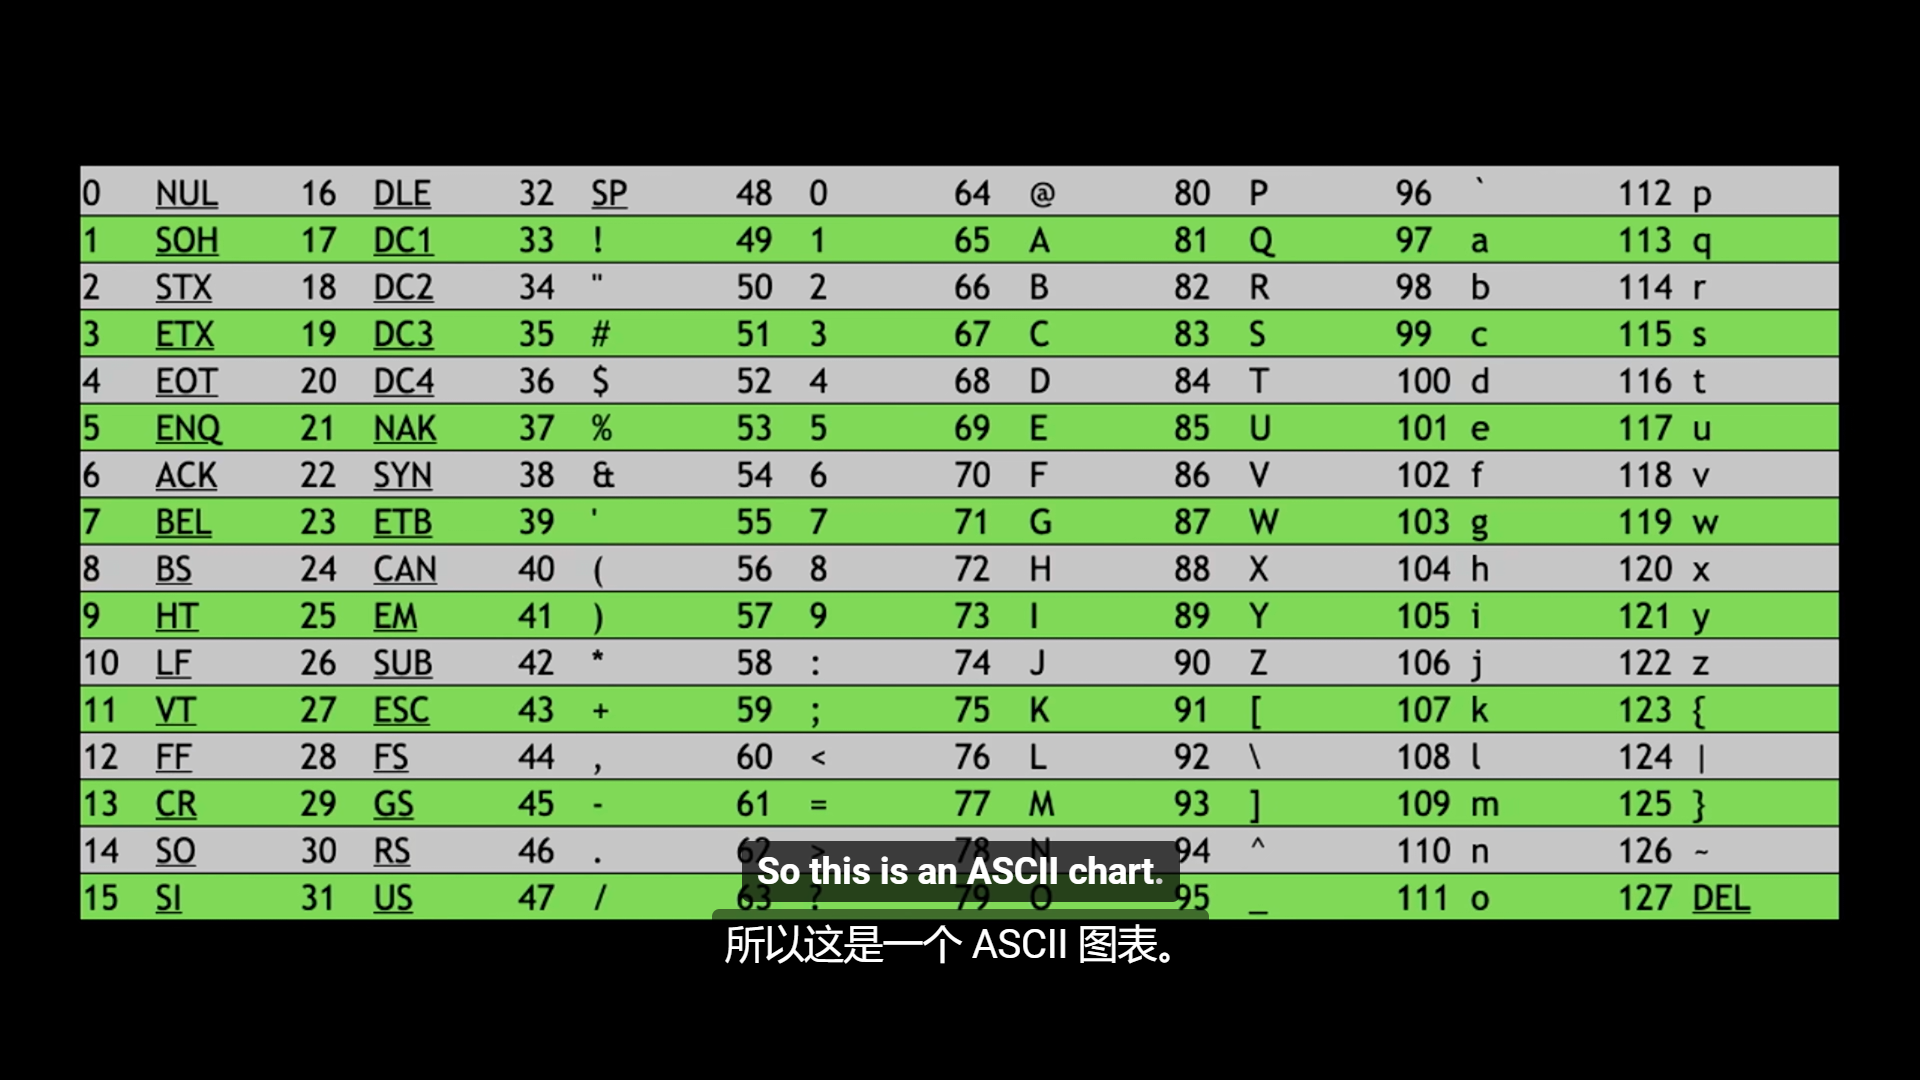 0 NUL 16 DLE 32 SP 48 0 64 @ 80 P 96 ` 112 p
1 SOH 17 DC1 33 ! 49 1 65 A 81 Q 97 a 113 q
2 STX 18 DC2 34 " 50 2 66 B 82 R 98 b 114 r
3 ETX 19 DC3 35 # 51 3 67 C 83 S 99 c 115 s
4 EOT 20 DC4 36 $ 52 4 68 D 84 T 100 d 116 t
5 ENQ 21 NAK 37 % 53 5 69 E 85 U 101 e 117 u
6 ACK 22 SYN 38 & 54 6 70 F 86 V 102 f 118 v
7 BEL 23 ETB 39 ' 55 7 71 G 87 W 103 g 119 w
8 BS 24 CAN 40 ( 56 8 72 H 88 X 104 h 120 x
9 HT 25 EM 41 ) 57 9 73 I 89 Y 105 i 121 y
10 LF 26 SUB 42 * 58 : 74 J 90 Z 106 j 122 z
11 VT 27 ESC 43 + 59 ; 75 K 91 [ 107 k 123 {
12 FF 28 FS 44 , 60 < 76 L 92 \ 108 l 124 |
13 CR 29 GS 45 - 61 = 77 M 93 ] 109 m 125 }
14 SO 30 RS 46 . 62 > 78 N 94 ^ 110 n 126 ~
15 SI 31 US 47 / 63 ? 79 O 95 _ 111 o 127 DEL
So this is an ASCII chart.
所以这是一个 ASCII 图表。